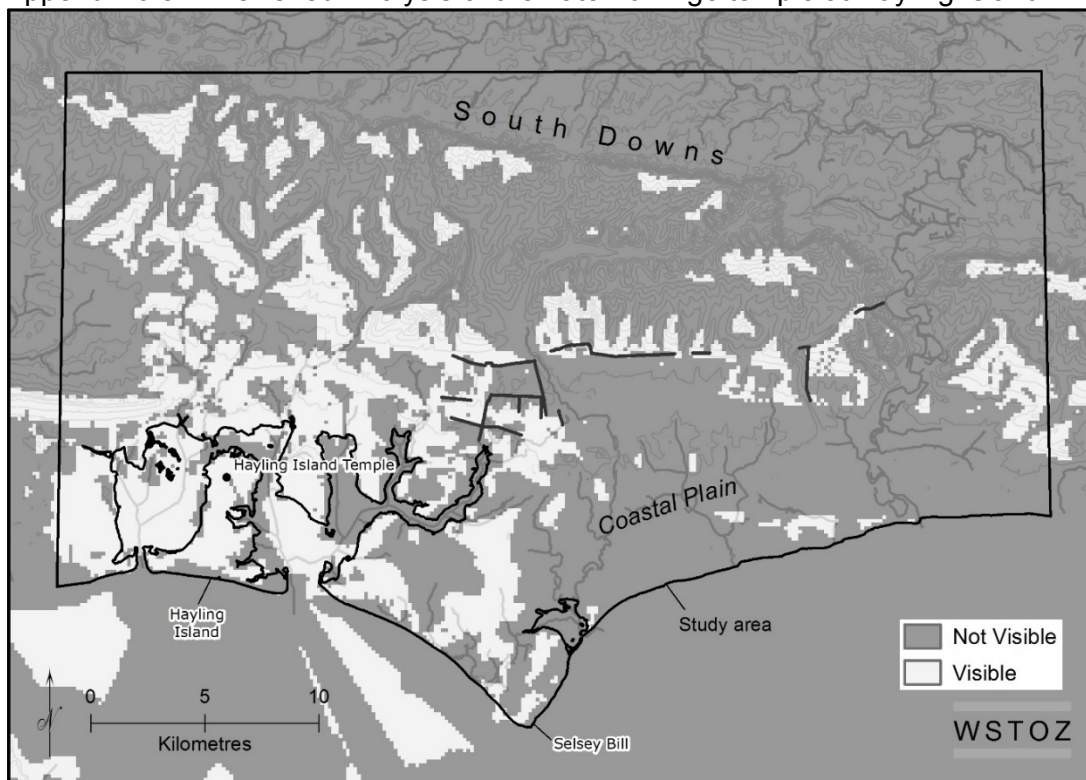 South Downs
Hayling Island Temple
Coastal Plain
Hayling
Island
Study area
Not Visible
Visible
0 5 10
Kilometres
N
Selsey Bill
WSTOZ